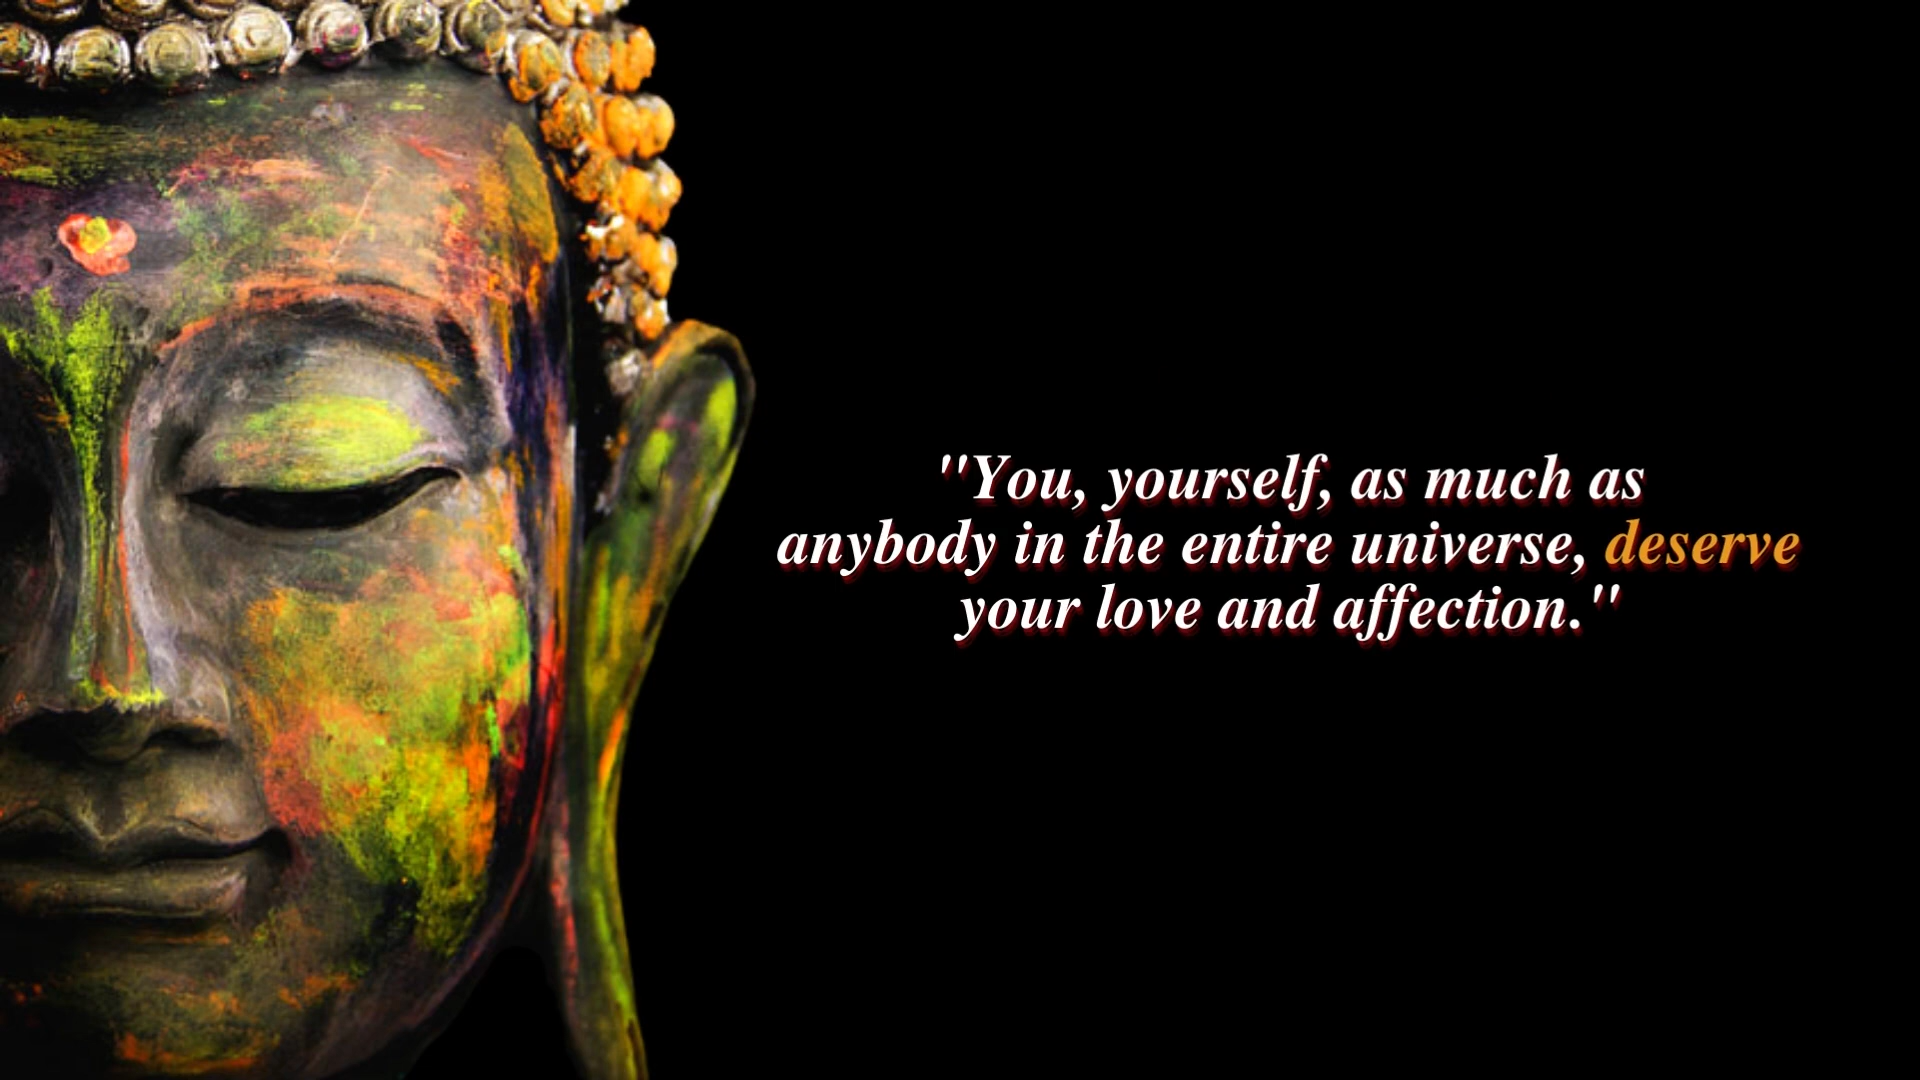 "You, yourself, as much as
anybody in the entire universe, deserve
your love and affection."